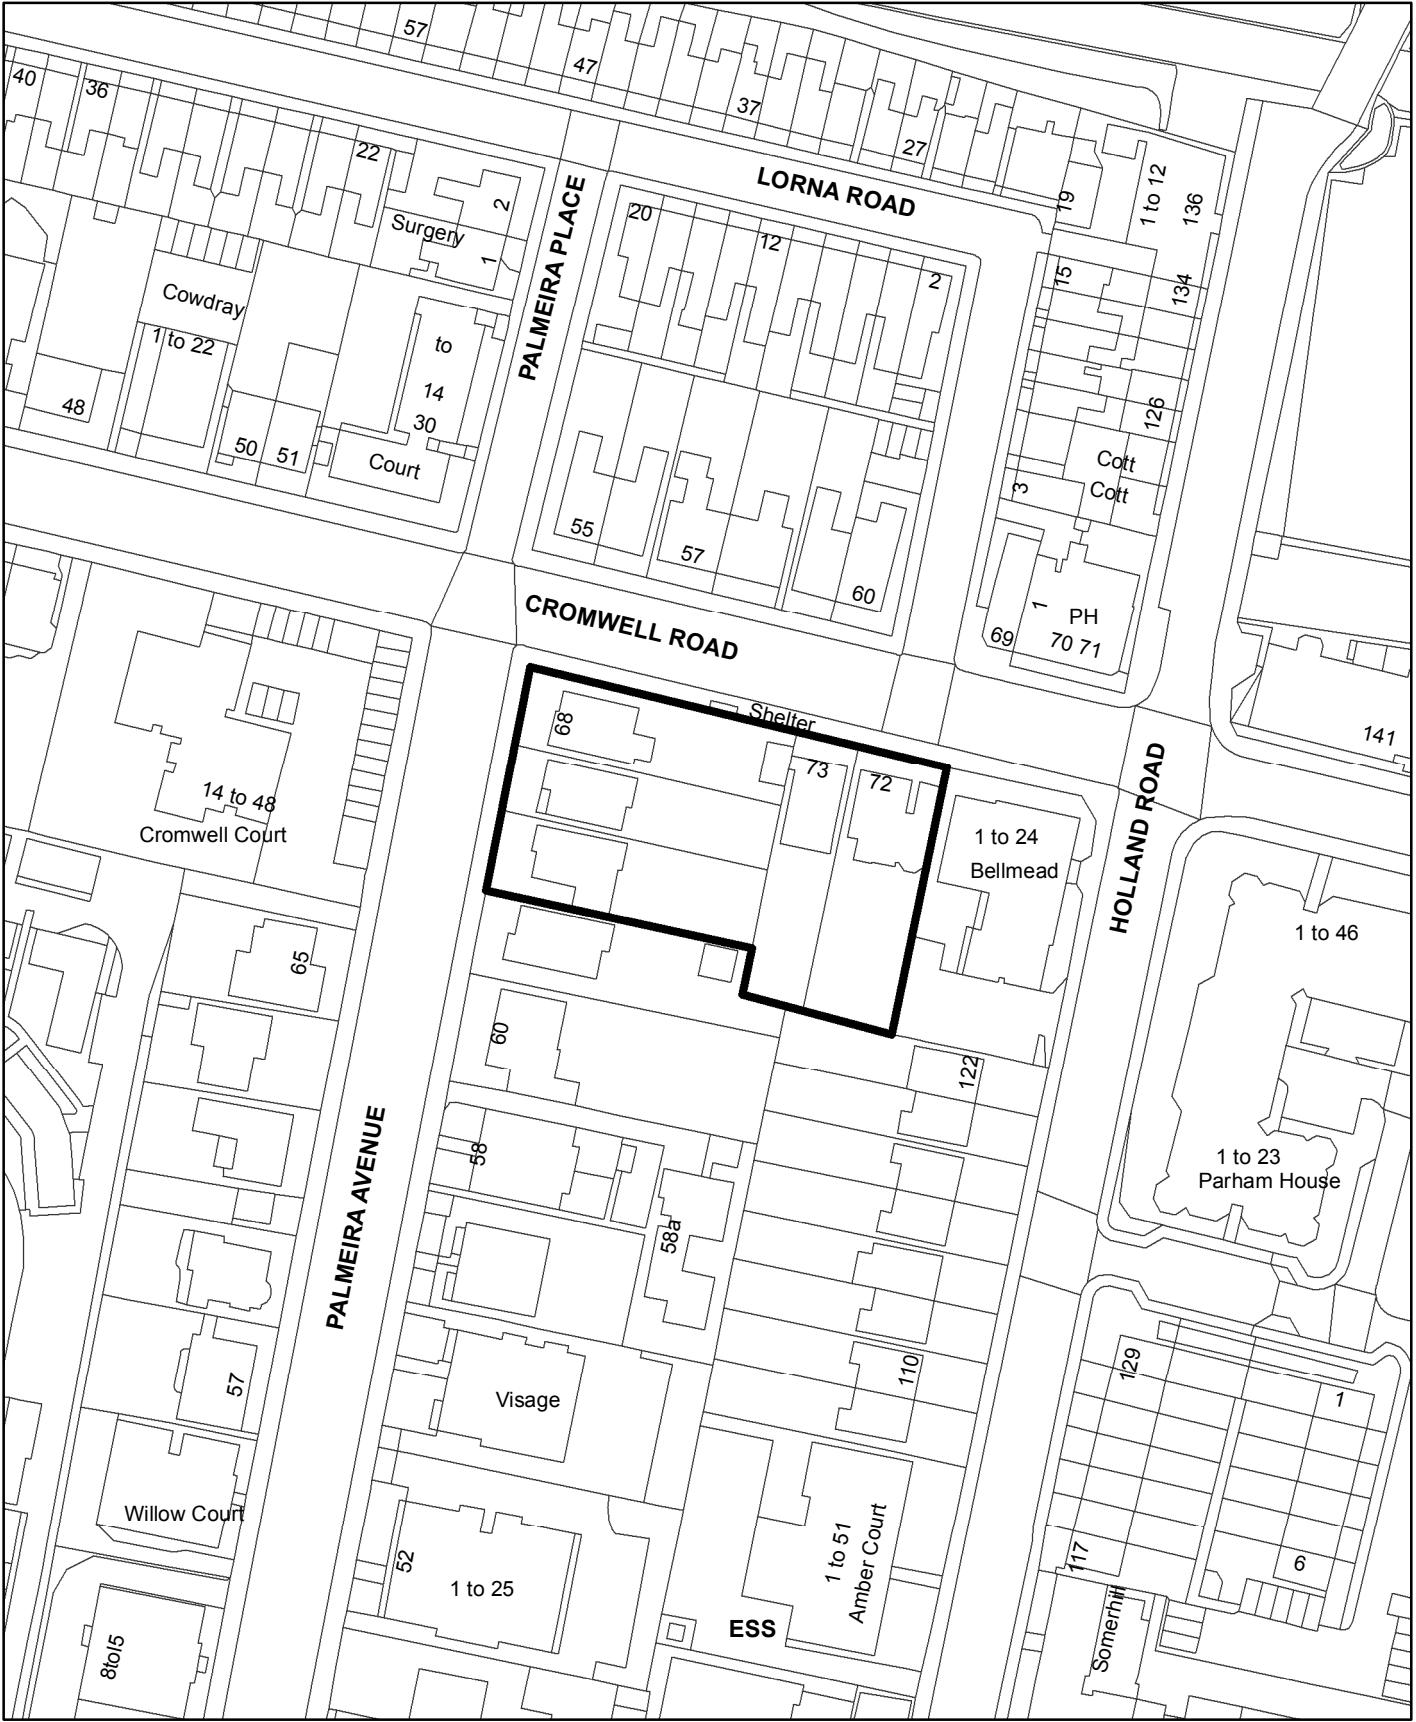 57
47
37
27
40
36
22
Surgery
2
1
LORNA ROAD
19
1 to 12
136
134
15
20
12
2
PALMEIRA PLACE
Cowdray
1 to 22
to
14
30
Court
48
50
51
126
Cott
Cott
3
55
57
60
PH
1
69
70 71
CROMWELL ROAD
Shelter
68
73
72
141
HOLLAND ROAD
14 to 48
Cromwell Court
1 to 24
Bellmead
1 to 46
65
60
122
58
58a
1 to 23
Parham House
PALMEIRA AVENUE
57
Visage
110
129
1
Willow Court
52
1 to 25
1 to 51
Amber Court
117
6
ESS
Somerhill
8to15